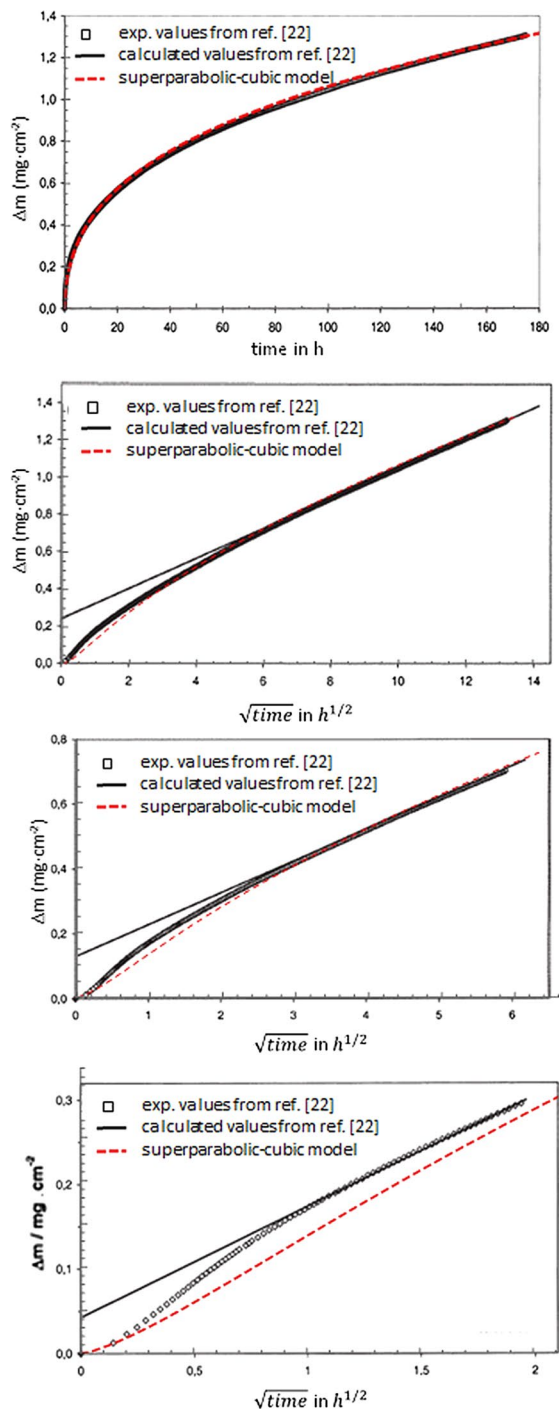 1,4
1,2
1,0
0,8
0,6
0,4
0,2
0,0
Δm (mg·cm⁻²)
exp. values from ref. [22]
calculated values from ref. [22]
superparabolic-cubic model
0 20 40 60 80 100 120 140 160 180
time in h
1,4
1,2
1,0
0,8
0,6
0,4
0,2
0,0
Δm (mg·cm⁻²)
exp. values from ref. [22]
calculated values from ref. [22]
superparabolic-cubic model
0 2 4 6 8 10 12 14
√time in h^1/2
0,8
0,6
0,4
0,2
0,0
Δm (mg·cm⁻²)
exp. values from ref. [22]
calculated values from ref. [22]
superparabolic-cubic model
0 1 2 3 4 5 6
√time in h^1/2
0,3
0,2
0,1
0,0
Δm / mg . cm⁻²
exp. values from ref. [22]
calculated values from ref. [22]
superparabolic-cubic model
0 0,5 1 1,5 2
√time in h^1/2